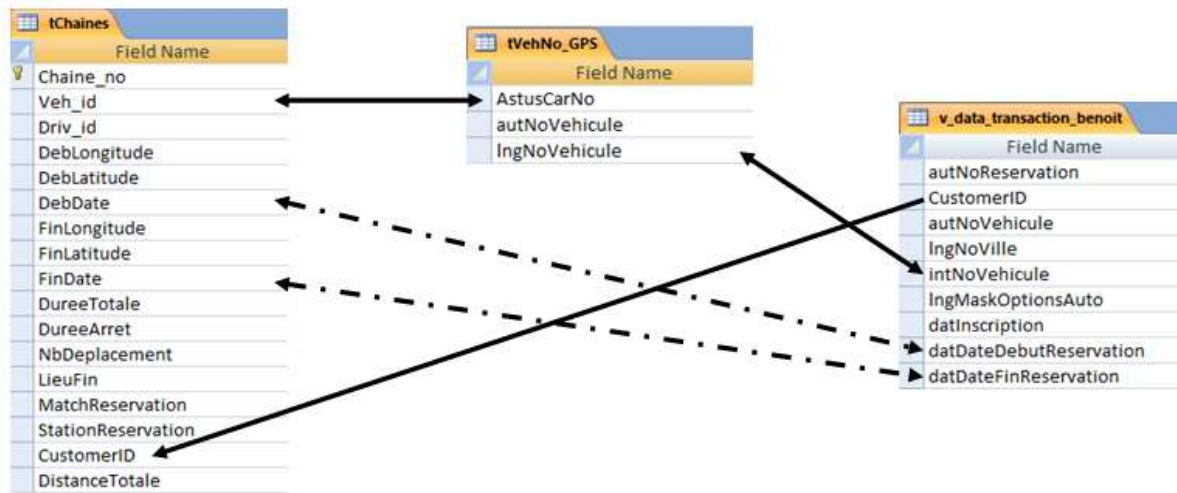 tChaines
Field Name
Chaine_no
Veh_id
Driv_id
DebLongitude
DebLatitude
DebDate
FinLongitude
FinLatitude
FinDate
DureeTotale
DureeArret
NbDeplacement
LieuFin
MatchReservation
StationReservation
CustomerID
DistanceTotale
tVehNo_GPS
Field Name
AstusCarNo
autNoVehicule
lngNoVehicule
v_data_transaction_benoit
Field Name
autNoReservation
CustomerID
autNoVehicule
lngNoVille
intNoVehicule
lngMaskOptionsAuto
datInscription
datDateDebutReservation
datDateFinReservation